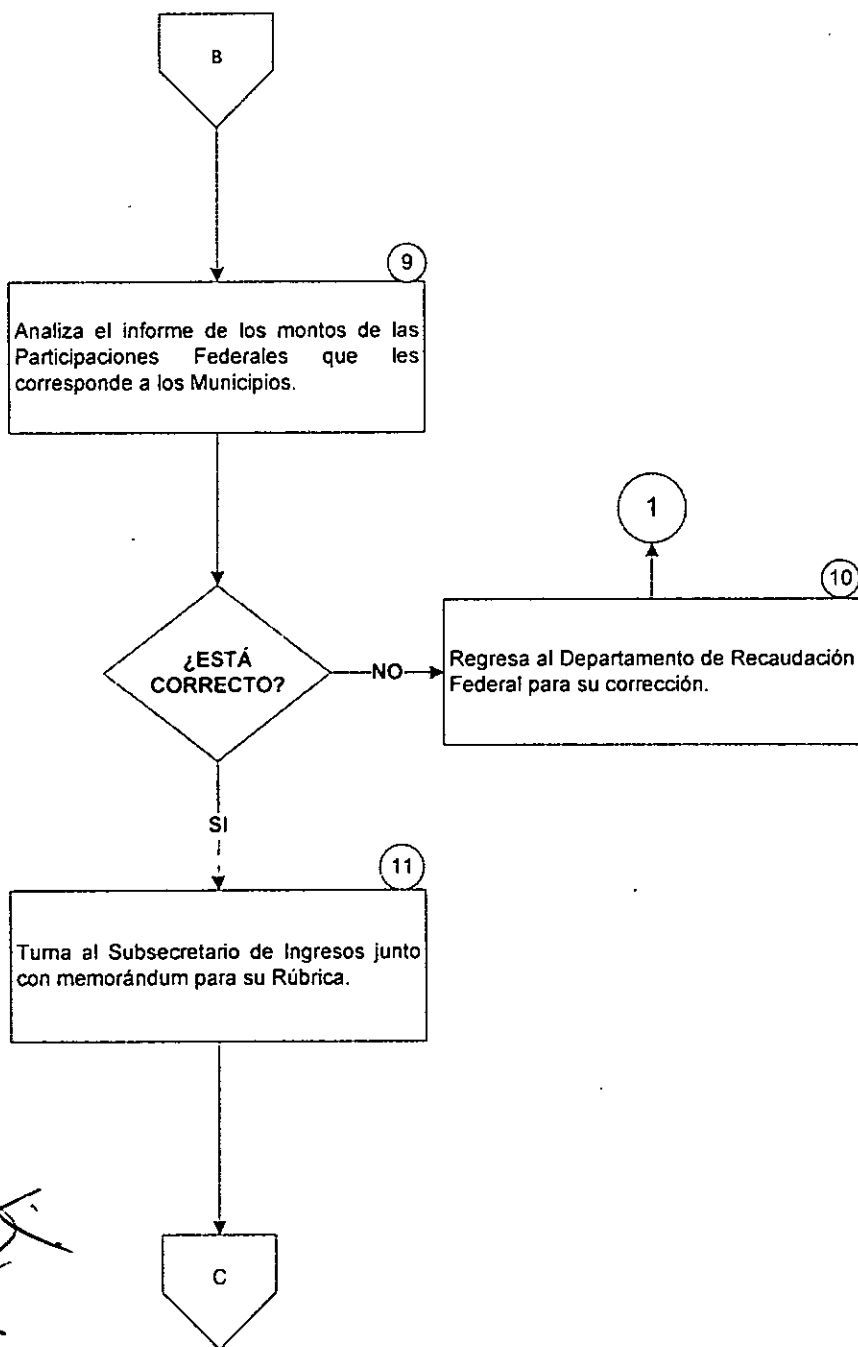 B
9
Analiza el informe de los montos de las
Participaciones Federales que les
corresponde a los Municipios.
1
10
¿ESTÁ
CORRECTO?
NO
Regresa al Departamento de Recaudación
Federal para su corrección.
SI
11
Turna al Subsecretario de Ingresos junto
con memorándum para su Rúbrica.
C